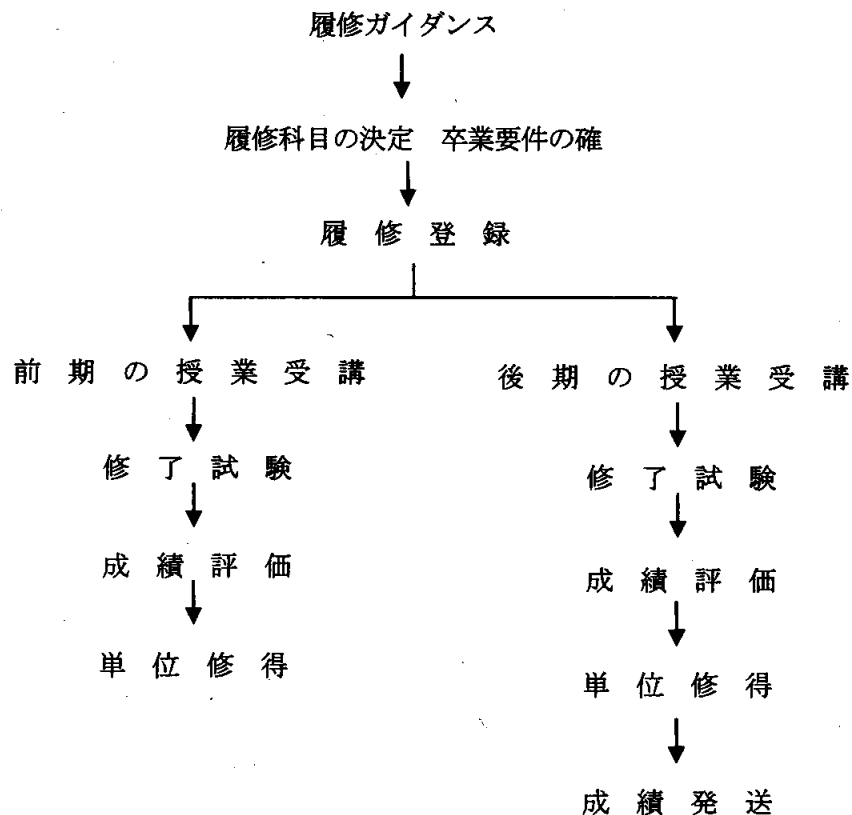 履修ガイダンス
履修科目の決定　卒業要件の確
履 修 登 録
前 期 の 授 業 受 講
修 了 試 験
成 績 評 価
単 位 修 得
後 期 の 授 業 受 講
修 了 試 験
成 績 評 価
単 位 修 得
成 績 発 送